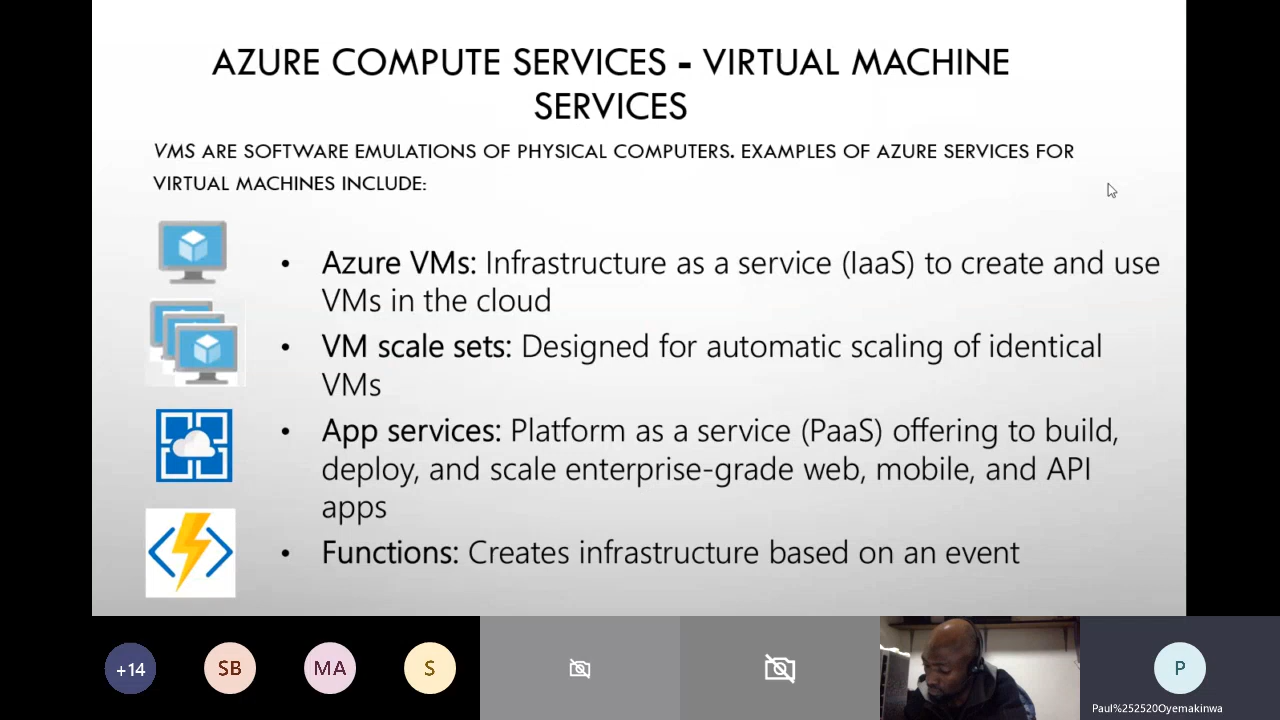 AZURE COMPUTE SERVICES - VIRTUAL MACHINE
SERVICES
VMS ARE SOFTWARE EMULATIONS OF PHYSICAL COMPUTERS. EXAMPLES OF AZURE SERVICES FOR
VIRTUAL MACHINES INCLUDE:
• Azure VMs: Infrastructure as a service (IaaS) to create and use
VMs in the cloud
• VM scale sets: Designed for automatic scaling of identical
VMs
• App services: Platform as a service (PaaS) offering to build,
deploy, and scale enterprise-grade web, mobile, and API
apps
• Functions: Creates infrastructure based on an event
+14 SB MA S P
Paul%252520Oyemakinwa